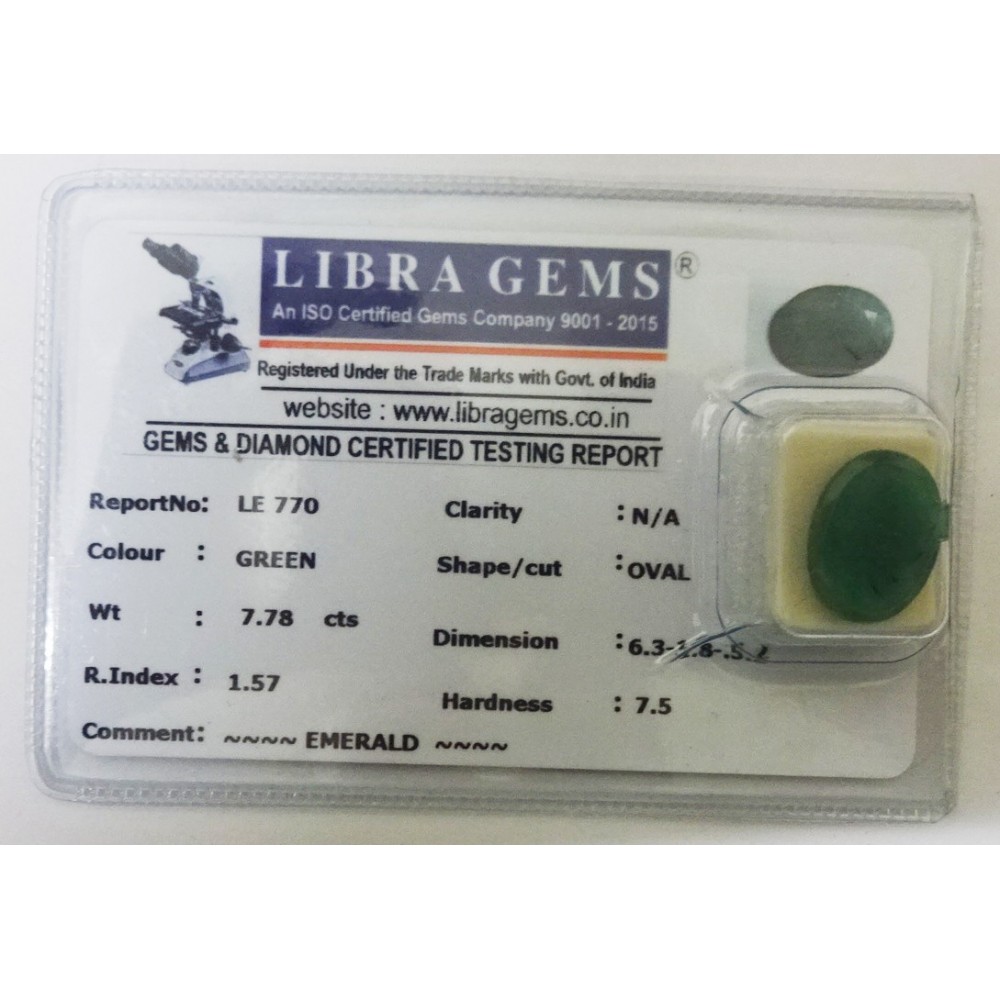 LIBRA GEMS ®
An ISO Certified Gems Company 9001 - 2015
Registered Under the Trade Marks with Govt. of India
website : www.libragems.co.in
GEMS & DIAMOND CERTIFIED TESTING REPORT
ReportNo: LE 770
Colour : GREEN
Wt : 7.78 cts
R.Index : 1.57
Comment: ~~~~ EMERALD ~~~~
Clarity : N/A
Shape/cut : OVAL
Dimension : 6.3-
Hardness : 7.5